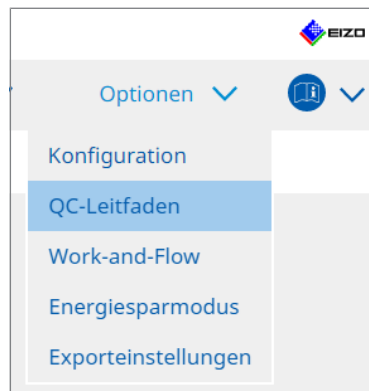 EIZO
Optionen
Konfiguration
QC-Leitfaden
Work-and-Flow
Energiesparmodus
Exporteinstellungen